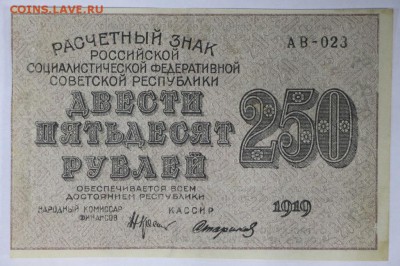 COINS.LAVE.RU
РАСЧЕТНЫЙ ЗНАК
РОССИЙСКОЙ
СОЦИАЛИСТИЧЕСКОЙ ФЕДЕРАТИВНОЙ
СОВЕТСКОЙ РЕСПУБЛИКИ
АВ-023
ДВЕСТИ
ПЯТЬДЕСЯТ
РУБЛЕЙ
250
ОБЕСПЕЧИВАЕТСЯ ВСЕМ
ДОСТОЯНИЕМ РЕСПУБЛИКИ
НАРОДНЫЙ КОМИССАР
ФИНАНСОВ
КАССИР
1919